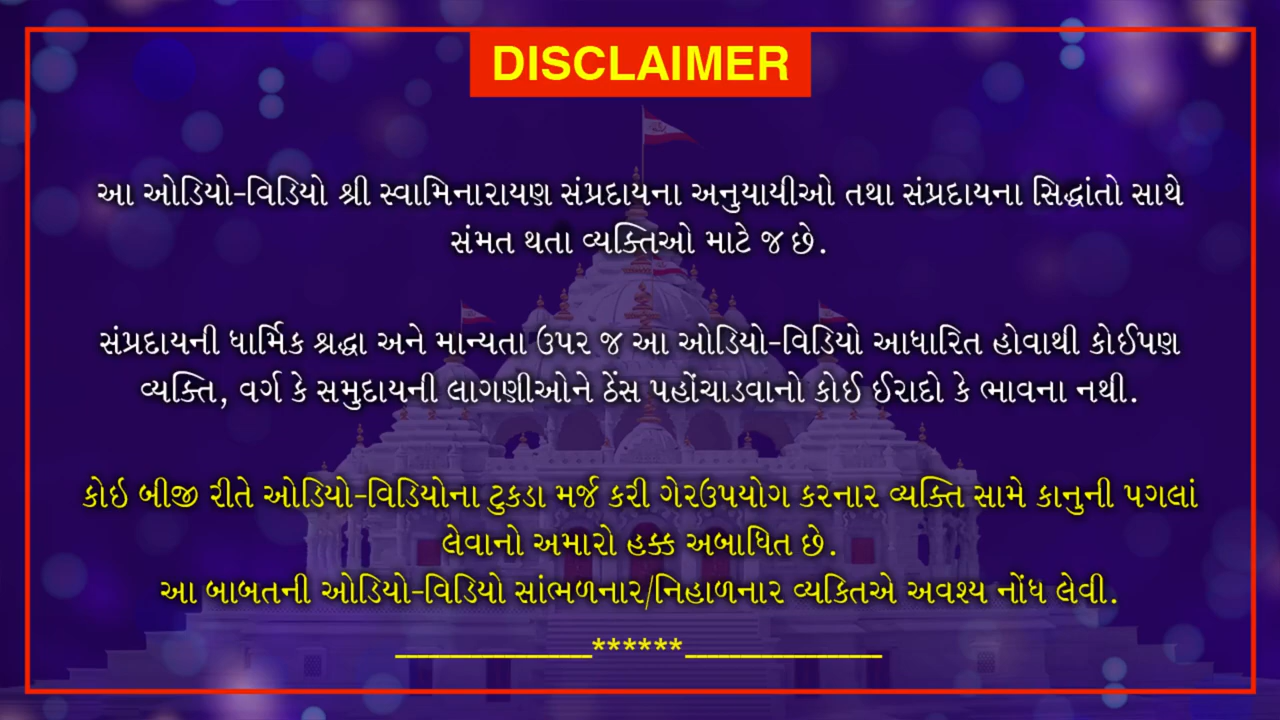 DISCLAIMER
આ ઓડિયો-વિડિયો શ્રી સ્વામિનારાયણ સંપ્રદાયના અનુયાયીઓ તથા સંપ્રદાયના સિદ્ધાંતો સાથે
સંમત થતા વ્યક્તિઓ માટે જ છે.
સંપ્રદાયની ધાર્મિક શ્રદ્ધા અને માન્યતા ઉપર જ આ ઓડિયો-વિડિયો આધારિત હોવાથી કોઈપણ
વ્યક્તિ, વર્ગ કે સમુદાયની લાગણીઓને ઠેંસ પહોંચાડવાનો કોઈ ઈરાદો કે ભાવના નથી.
કોઇ બીજી રીતે ઓડિયો-વિડિયોના ટુકડા મર્જ કરી ગેરઉપયોગ કરનાર વ્યક્તિ સામે કાનુની પગલાં
લેવાનો અમારો હક્ક અબાધિત છે.
આ બાબતની ઓડિયો-વિડિયો સાંભળનાર/નિહાળનાર વ્યકિતએ અવશ્ય નોંધ લેવી.
_____________******_____________